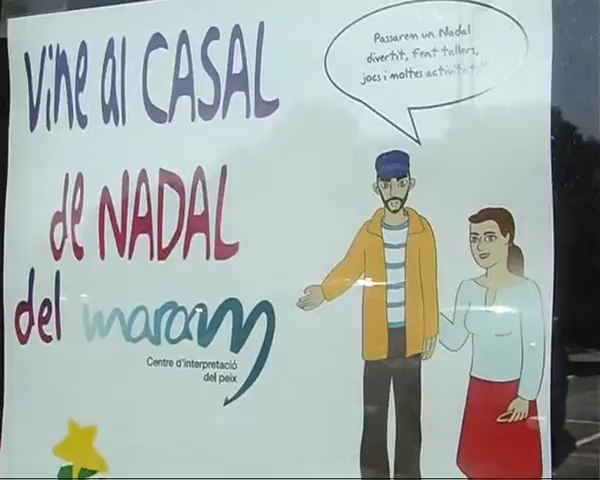 Vine al CASAL
de NADAL
del maram
Centre d'interpretació
del peix
Passarem un Nadal
divertit, fent tallers,
jocs i moltes activitats!!